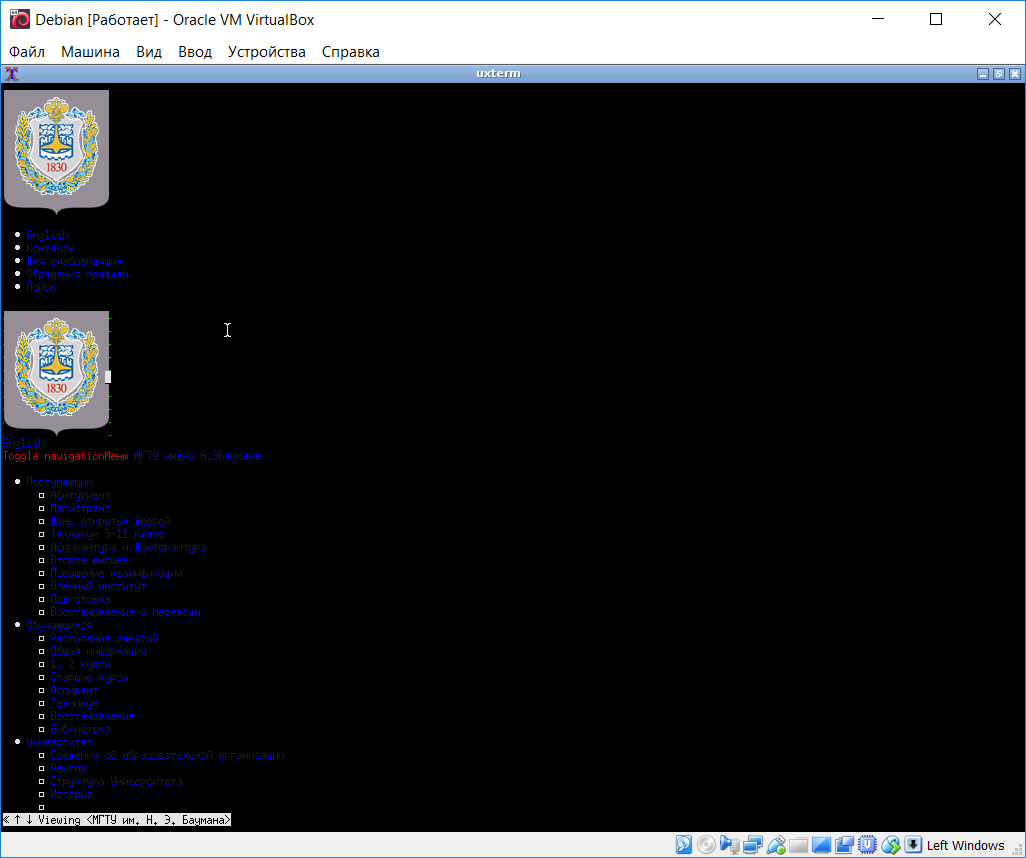 Debian [Работает] - Oracle VM VirtualBox
Файл Машина Вид Ввод Устройства Справка
uxterm
МГТУ
1830
English
Контакты
Для слабовидящих
Обращения граждан
Поиск
МГТУ
1830
English
Toggle navigationМеню МГТУ имени Н.ЭБаумана
Поступающим
Абитуриент
Магистрант
День открытых дверей
Техникум 9-11 класс
Аспирантура и Докторантура
Второе высшее
Повышение квалификации
Военный институт
Подготовка
Восстановление и переводы
Обучающимся
Расписание занятий
Общая информация
1, 2 курсы
Старшие курсы
Аспирант
Техникум
Восстановление
Библиотека
Университет
Сведения об образовательной организации
Ректор
Структура Университета
История
< ↑ ↓ Viewing <МГТУ им. Н. Э. Баумана>
Left Windows